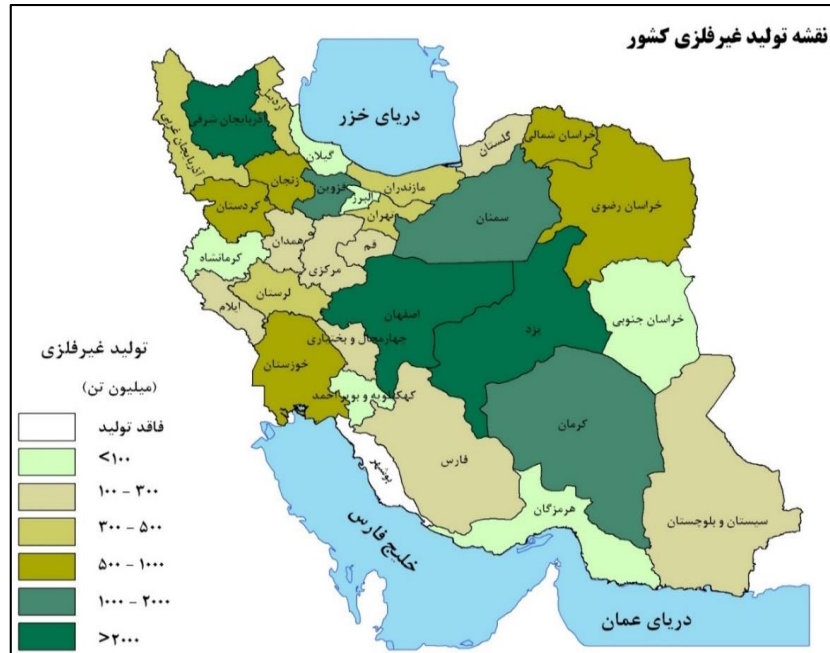 نقشه تولید غیرفلزی کشور
دریای خزر
آذربایجان شرقی
اردبیل
آذربایجان غربی
گیلان
گلستان
خراسان شمالی
زنجان
قزوین
البرز
مازندران
تهران
سمنان
خراسان رضوی
کردستان
همدان
قم
مرکزی
کرمانشاه
لرستان
ایلام
اصفهان
یزد
خراسان جنوبی
چهارمحال و بختیاری
خوزستان
کهکیلویه و بویراحمد
کرمان
فارس
بوشهر
هرمزگان
سیستان و بلوچستان
خلیج فارس
دریای عمان
تولید غیرفلزی
(میلیون تن)
فاقد تولید
<۱۰۰
۱۰۰ - ۳۰۰
۳۰۰ - ۵۰۰
۵۰۰ - ۱۰۰۰
۱۰۰۰ - ۲۰۰۰
>۲۰۰۰